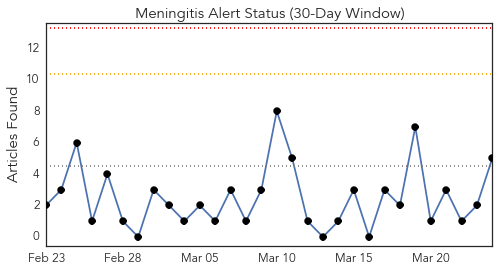 Meningitis Alert Status (30-Day Window)
Articles Found
12
10
8
6
4
2
0
Feb 23
Feb 28
Mar 05
Mar 10
Mar 15
Mar 20